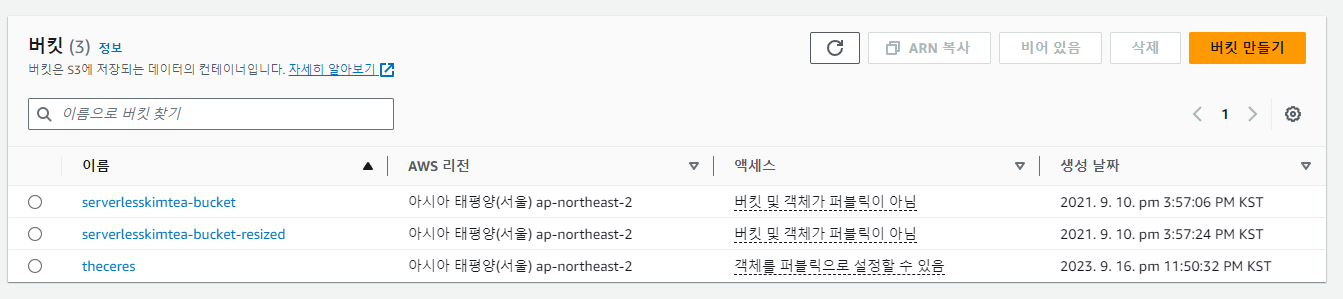 버킷 (3) 정보
버킷은 S3에 저장되는 데이터의 컨테이너입니다. 자세히 알아보기
ARN 복사 비어 있음 삭제 버킷 만들기
이름으로 버킷 찾기
1
이름 AWS 리전 액세스 생성 날짜
serverlesskimtea-bucket 아시아 태평양(서울) ap-northeast-2 버킷 및 객체가 퍼블릭이 아님 2021. 9. 10. pm 3:57:06 PM KST
serverlesskimtea-bucket-resized 아시아 태평양(서울) ap-northeast-2 버킷 및 객체가 퍼블릭이 아님 2021. 9. 10. pm 3:57:24 PM KST
theceres 아시아 태평양(서울) ap-northeast-2 객체를 퍼블릭으로 설정할 수 있음 2023. 9. 16. pm 11:50:32 PM KST